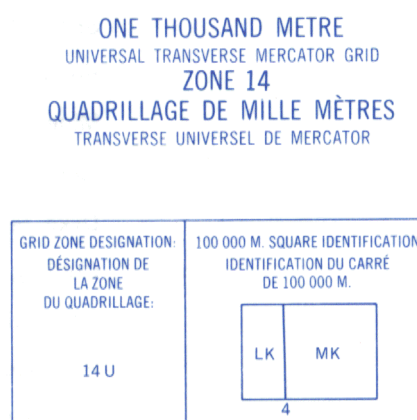 ONE THOUSAND METRE
UNIVERSAL TRANSVERSE MERCATOR GRID
ZONE 14
QUADRILLAGE DE MILLE MÈTRES
TRANSVERSE UNIVERSEL DE MERCATOR
GRID ZONE DESIGNATION:
DÉSIGNATION DE
LA ZONE
DU QUADRILLAGE:
14 U
100 000 M. SQUARE IDENTIFICATION
IDENTIFICATION DU CARRÉ
DE 100 000 M.
LK MK
4